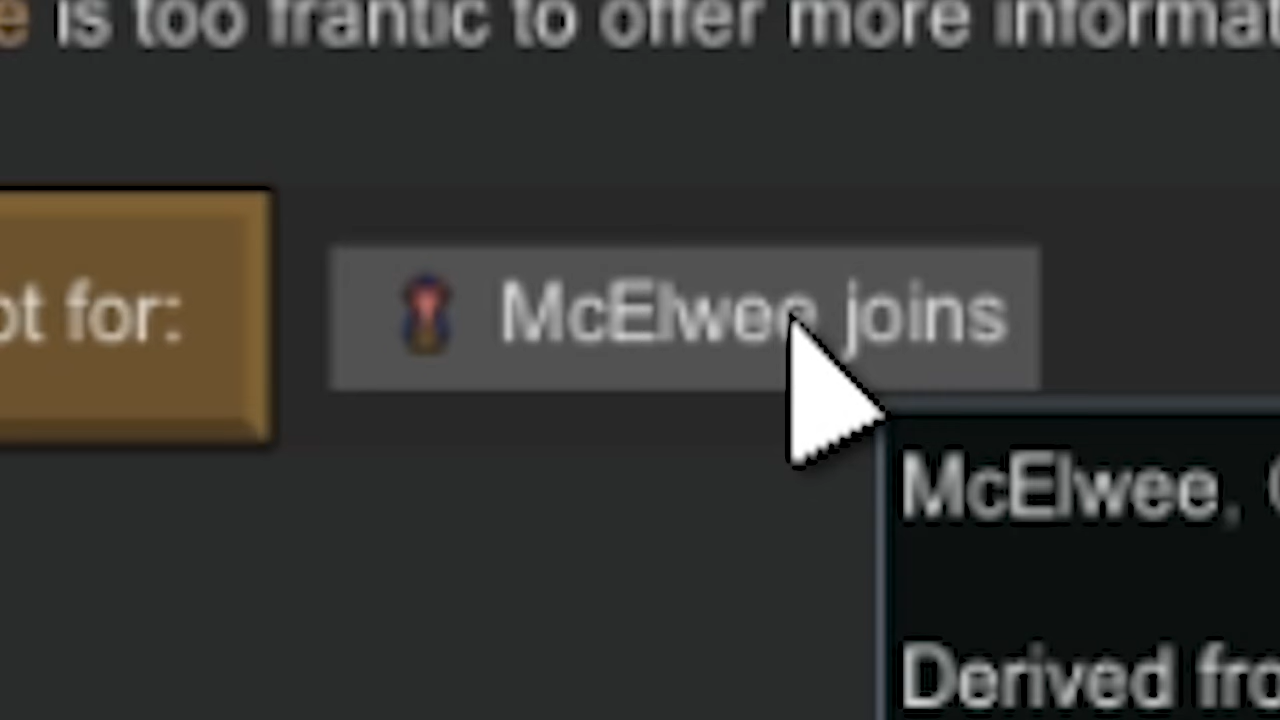 is too frantic to offer more informat
ot for:
McElwee joins
McElwee,
Derived fro